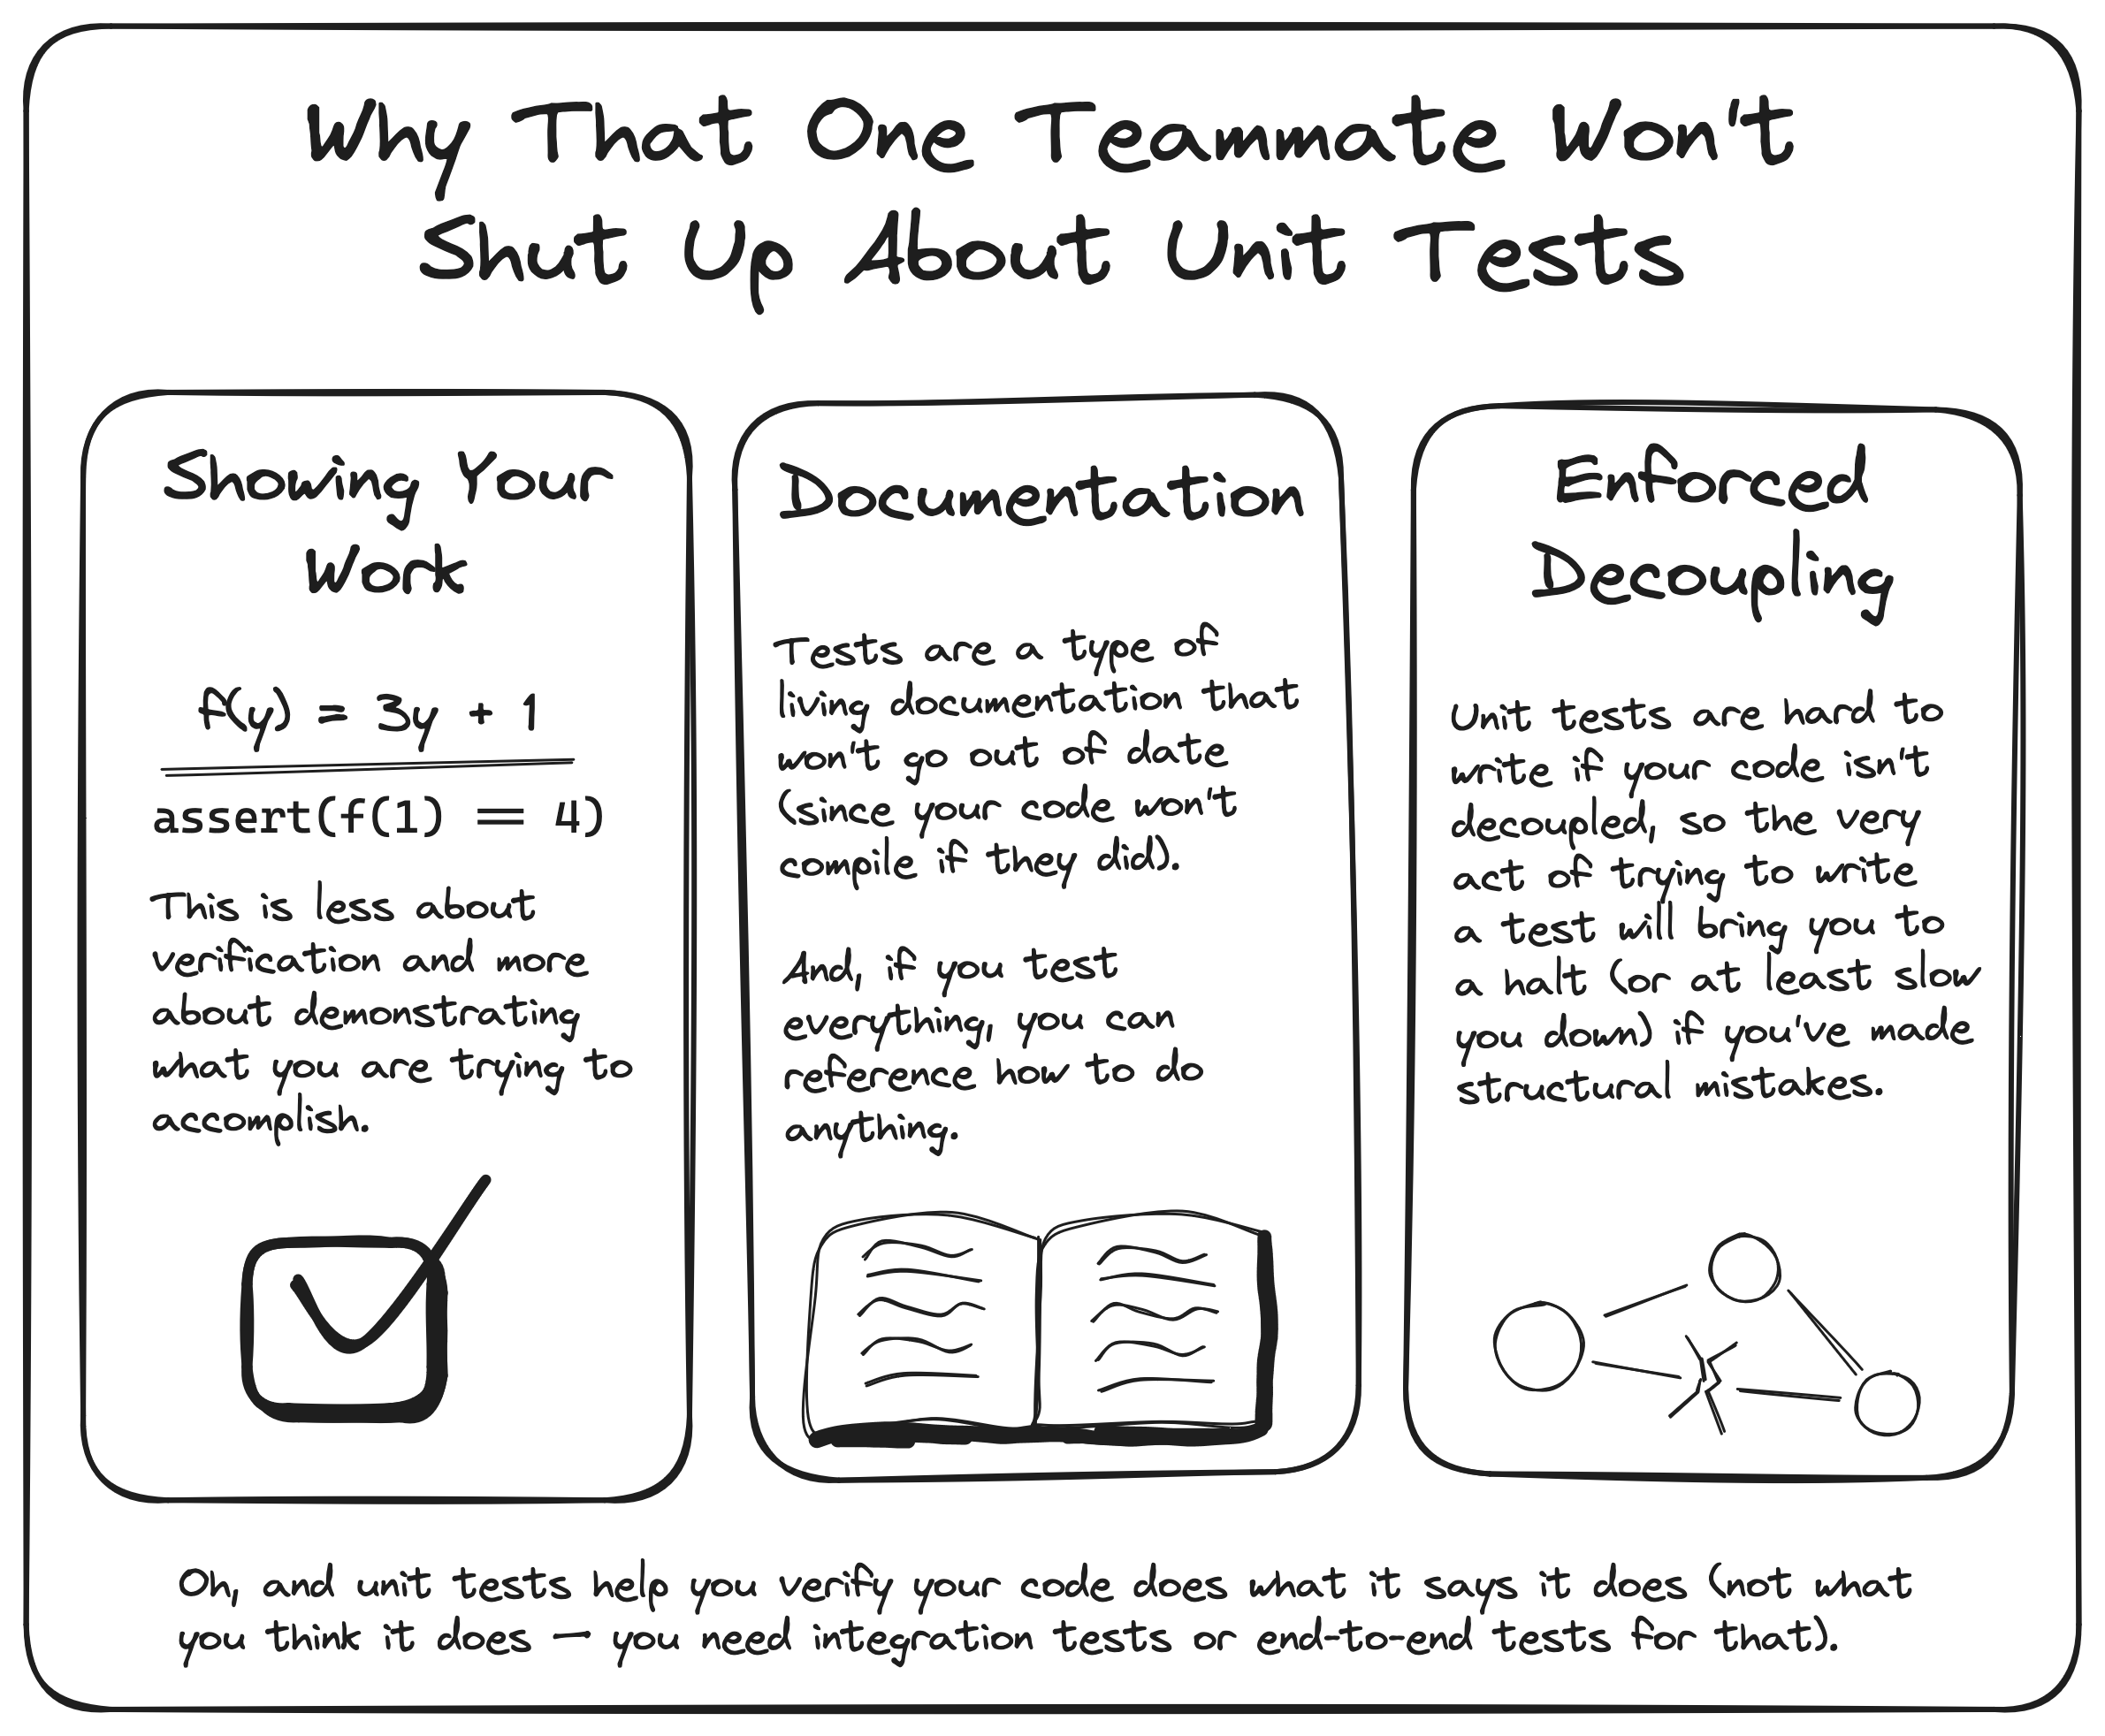 Why That One Teammate Won't
Shut Up About Unit Tests
Showing Your
Work
f(y) = 3y + 1
assert(f(1) == 4)
This is less about
verification and more
about demonstrating
what you are trying to
accomplish.
Documentation
Tests are a type of
living documentation that
won't go out of date
(since your code won't
compile if they did).
And, if you test
everything, you can
reference how to do
anything.
Enforced
Decoupling
Unit tests are hard to
write if your code isn't
decoupled, so the very
act of trying to write
a test will bring you to
a halt (or at least slow
you down) if you've made
structural mistakes.
Oh, and unit tests help you verify your code does what it says it does (not what
you think it does — you need integration tests or end-to-end tests for that).